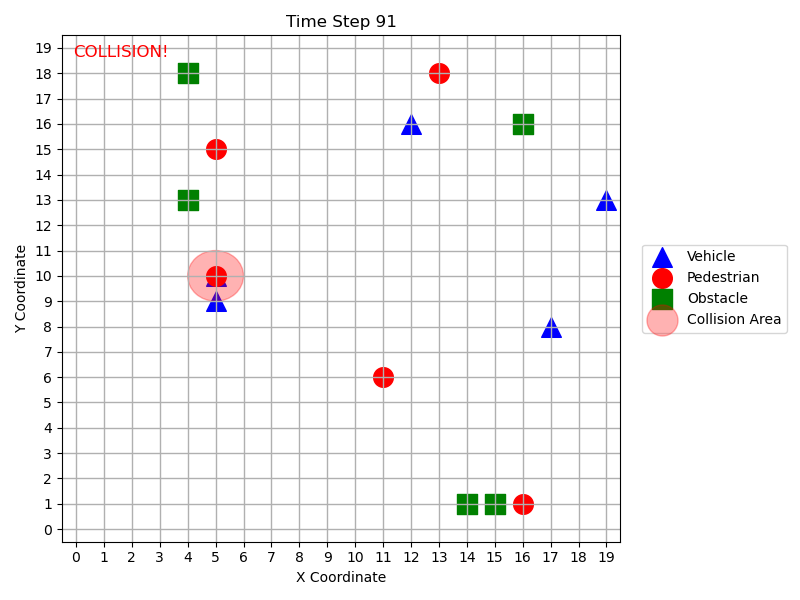 Time Step 91
COLLISION!
Y Coordinate
19
18
17
16
15
14
13
12
11
10
9
8
7
6
5
4
3
2
1
0
0 1 2 3 4 5 6 7 8 9 10 11 12 13 14 15 16 17 18 19
X Coordinate
Vehicle
Pedestrian
Obstacle
Collision Area